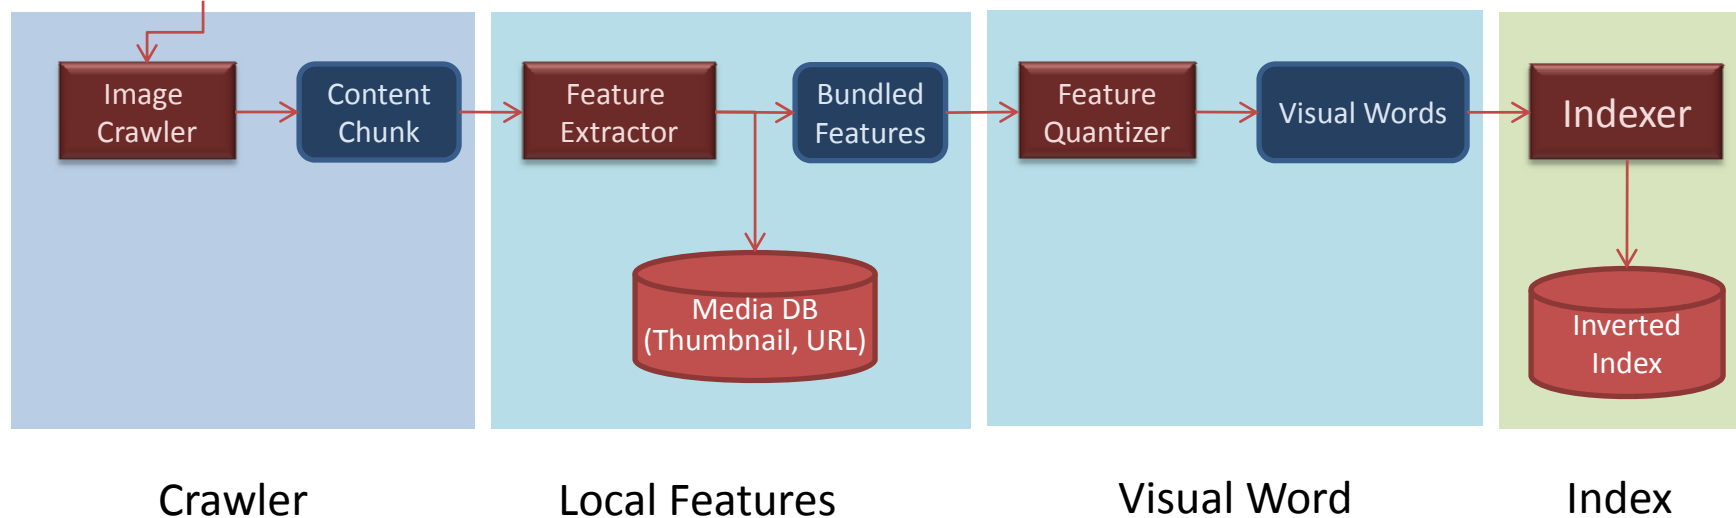 Image
Crawler
Content
Chunk
Feature
Extractor
Bundled
Features
Feature
Quantizer
Visual Words
Indexer
Media DB
(Thumbnail, URL)
Inverted
Index
Crawler
Local Features
Visual Word
Index